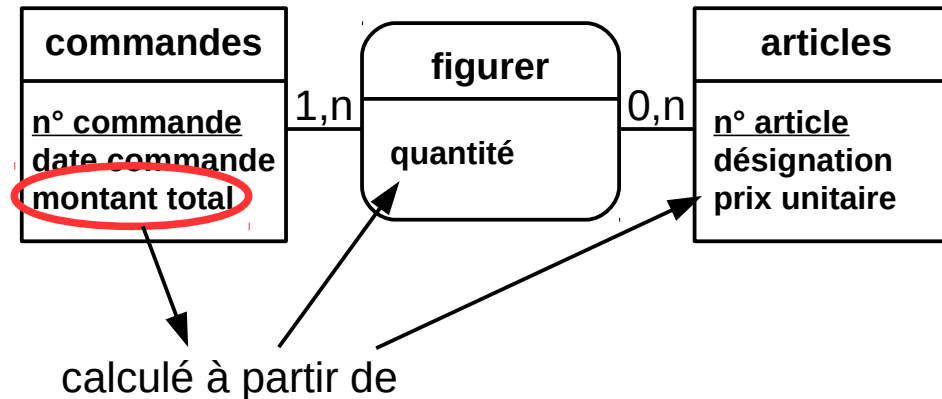 commandes
n° commande
date commande
montant total
1,n
figurer
quantité
0,n
articles
n° article
désignation
prix unitaire
calculé à partir de